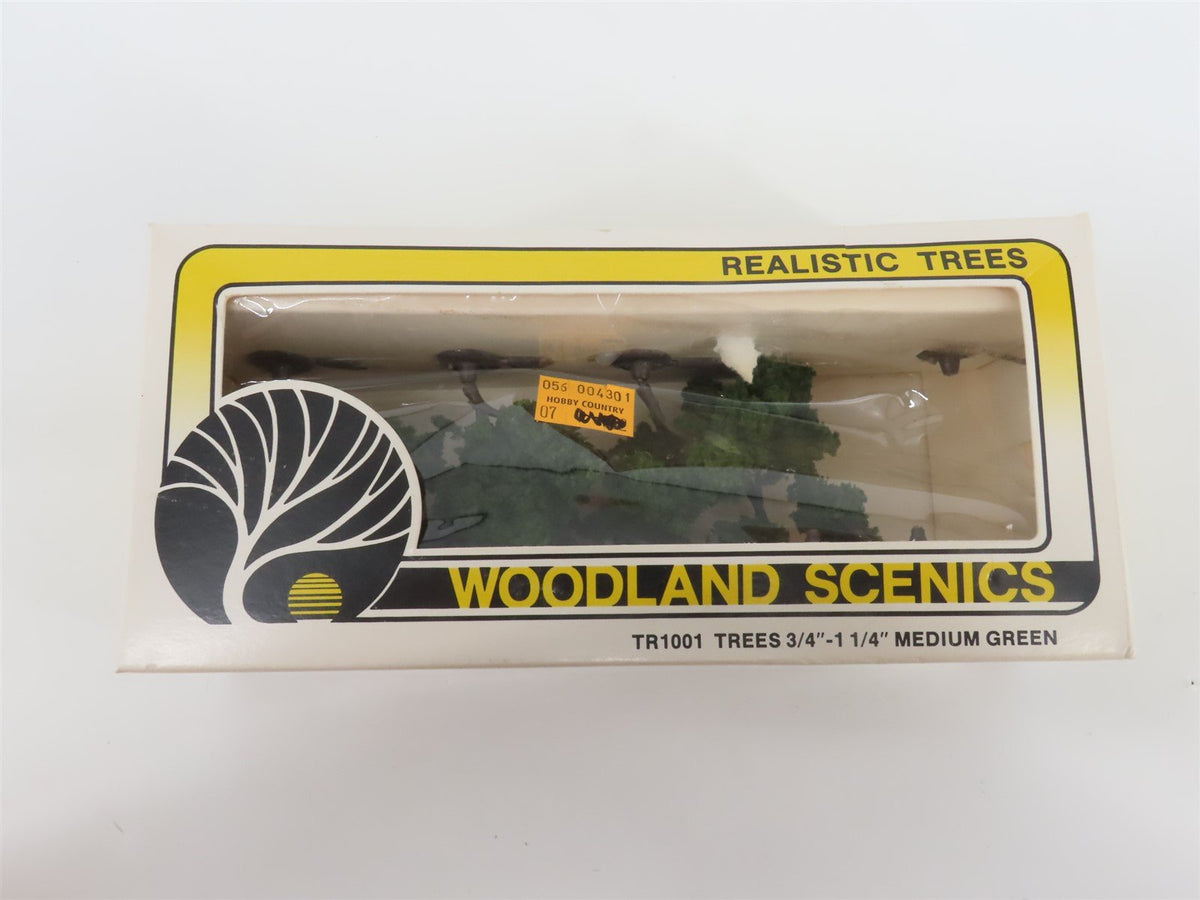 REALISTIC TREES
056 004301
HOBBY COUNTRY
07
WOODLAND SCENICS
TR1001 TREES 3/4"-1 1/4" MEDIUM GREEN